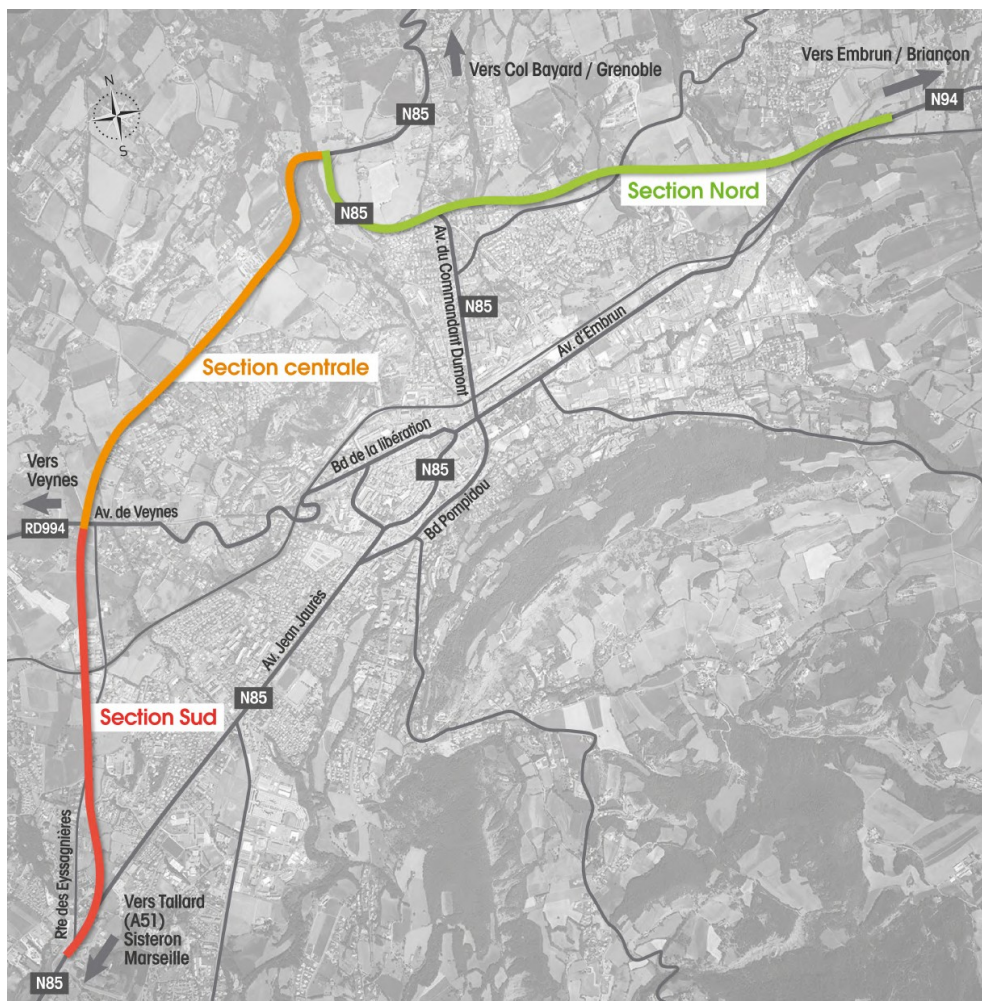 Vers Col Bayard / Grenoble
Vers Embrun / Briançon
N94
N85
N
S
Section Nord
N85
Av. du Commandant Dumont
N85
Av. d'Embrun
Section centrale
Bd de la libération
N85
Bd Pompidou
Vers
Veynes
Av. de Veynes
RD994
Av. Jean Jaurès
N85
Section Sud
Rte des Eyssagnières
Vers Tallard
(A51)
Sisteron
Marseille
N85